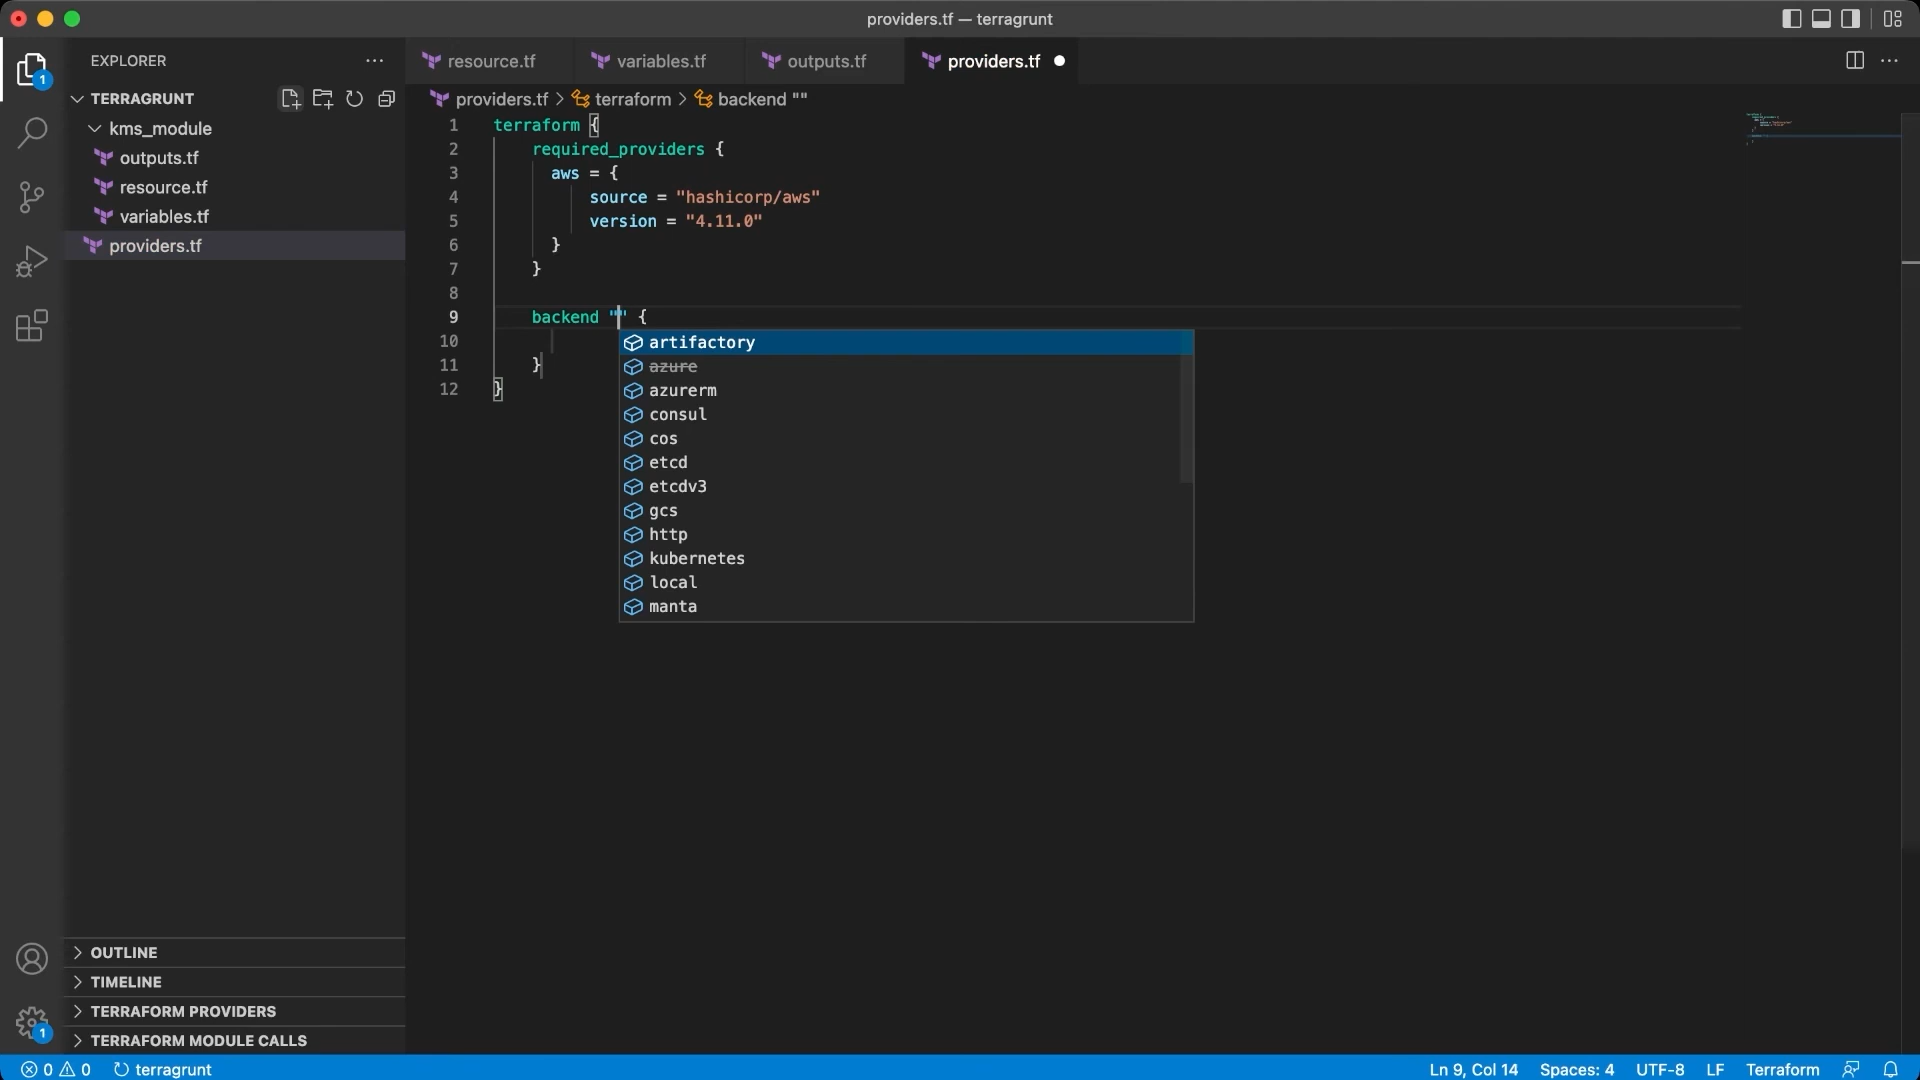 providers.tf — terragrunt
EXPLORER
TERRAGRUNT
kms_module
outputs.tf
resource.tf
variables.tf
providers.tf
OUTLINE
TIMELINE
TERRAFORM PROVIDERS
TERRAFORM MODULE CALLS
1
1
resource.tf
variables.tf
outputs.tf
providers.tf
providers.tf > terraform > backend ""
1 terraform {
2 required_providers {
3 aws = {
4 source = "hashicorp/aws"
5 version = "4.11.0"
6 }
7 }
8
9 backend "" {
10
11 }
12 }
artifactory
azure
azurerm
consul
cos
etcd
etcdv3
gcs
http
kubernetes
local
manta
0 0 terragrunt Ln 9, Col 14 Spaces: 4 UTF-8 LF Terraform